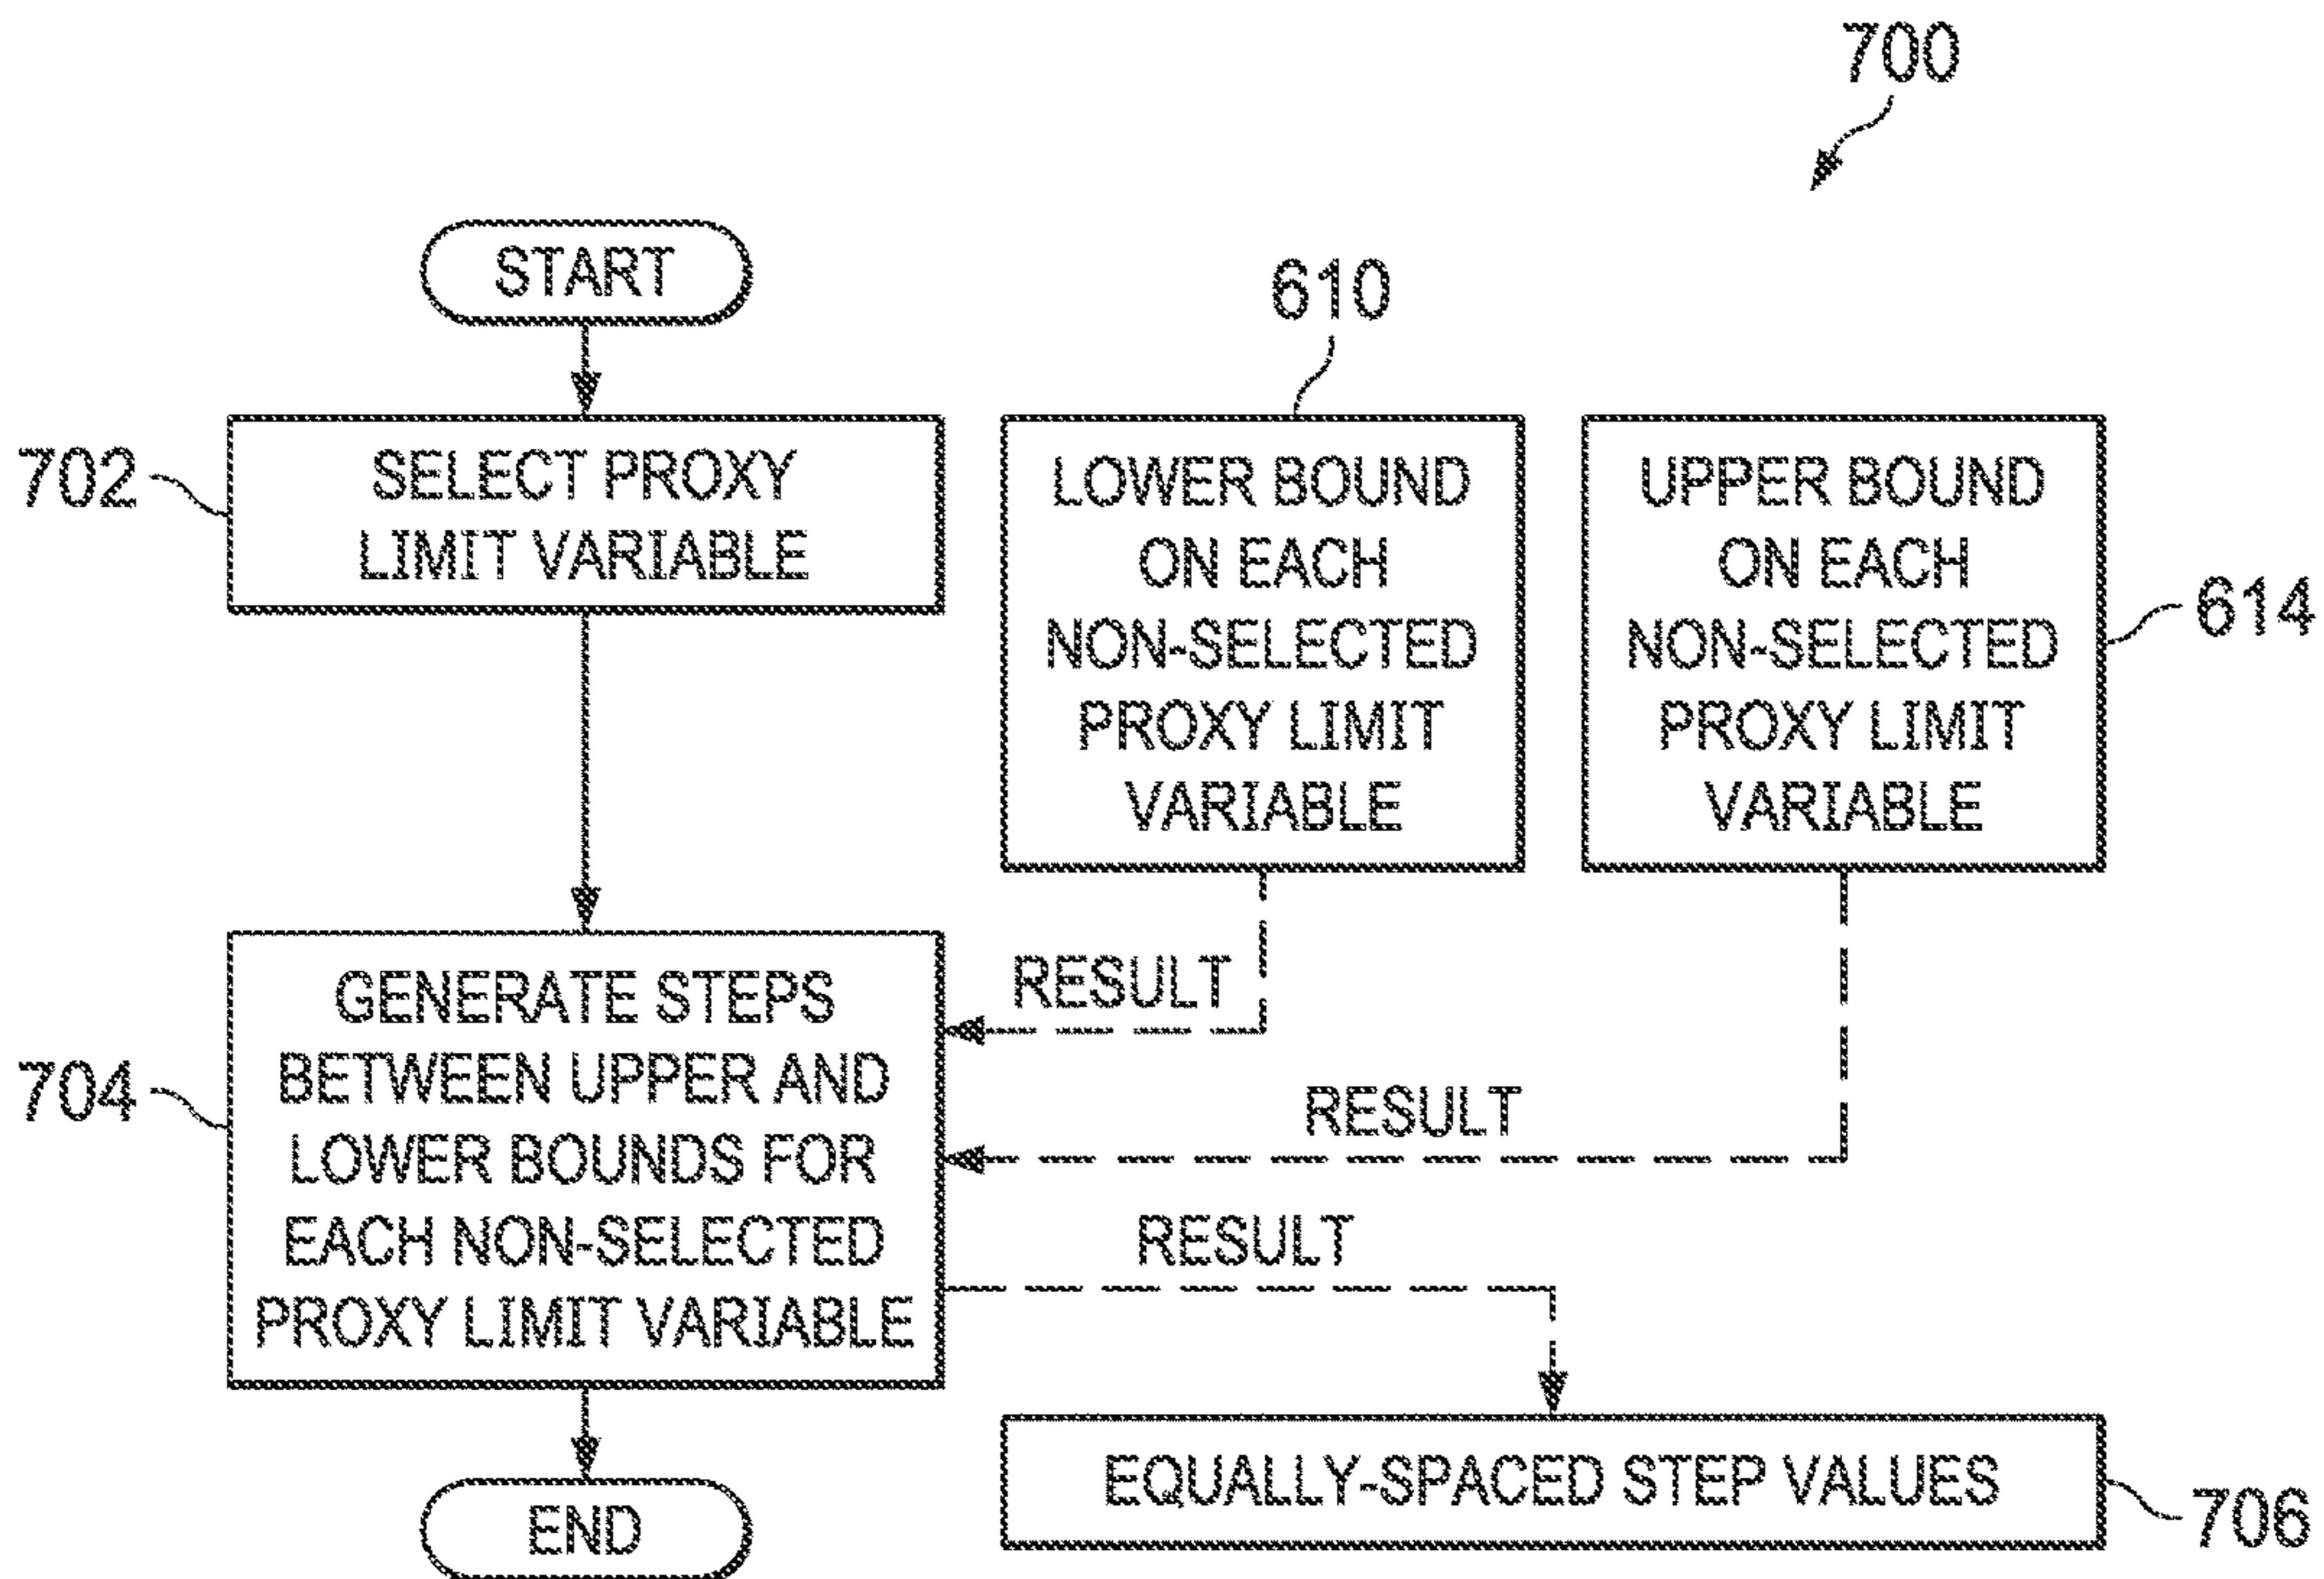 700
START
610
702
SELECT PROXY
LIMIT VARIABLE
LOWER BOUND
ON EACH
NON-SELECTED
PROXY LIMIT
VARIABLE
UPPER BOUND
ON EACH
NON-SELECTED
PROXY LIMIT
VARIABLE
614
704
GENERATE STEPS
BETWEEN UPPER AND
LOWER BOUNDS FOR
EACH NON-SELECTED
PROXY LIMIT VARIABLE
RESULT
RESULT
RESULT
EQUALLY-SPACED STEP VALUES
706
END